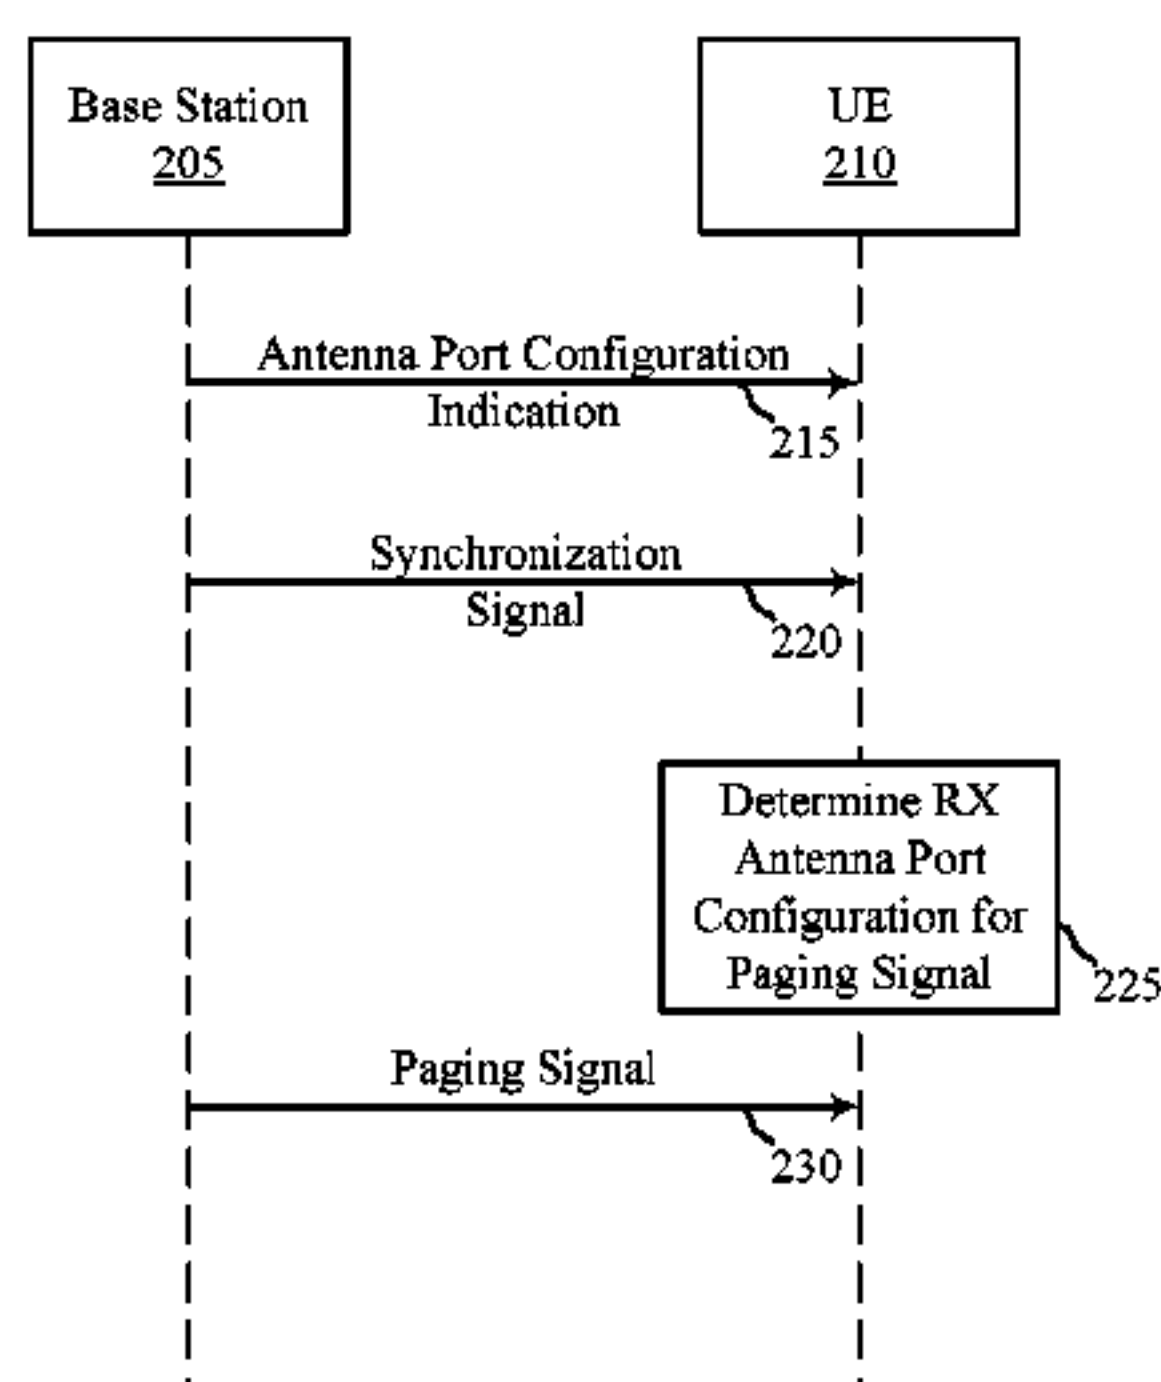 Base Station
205
UE
210
Antenna Port Configuration
Indication
215
Synchronization
Signal
220
Determine RX
Antenna Port
Configuration for
Paging Signal
225
Paging Signal
230